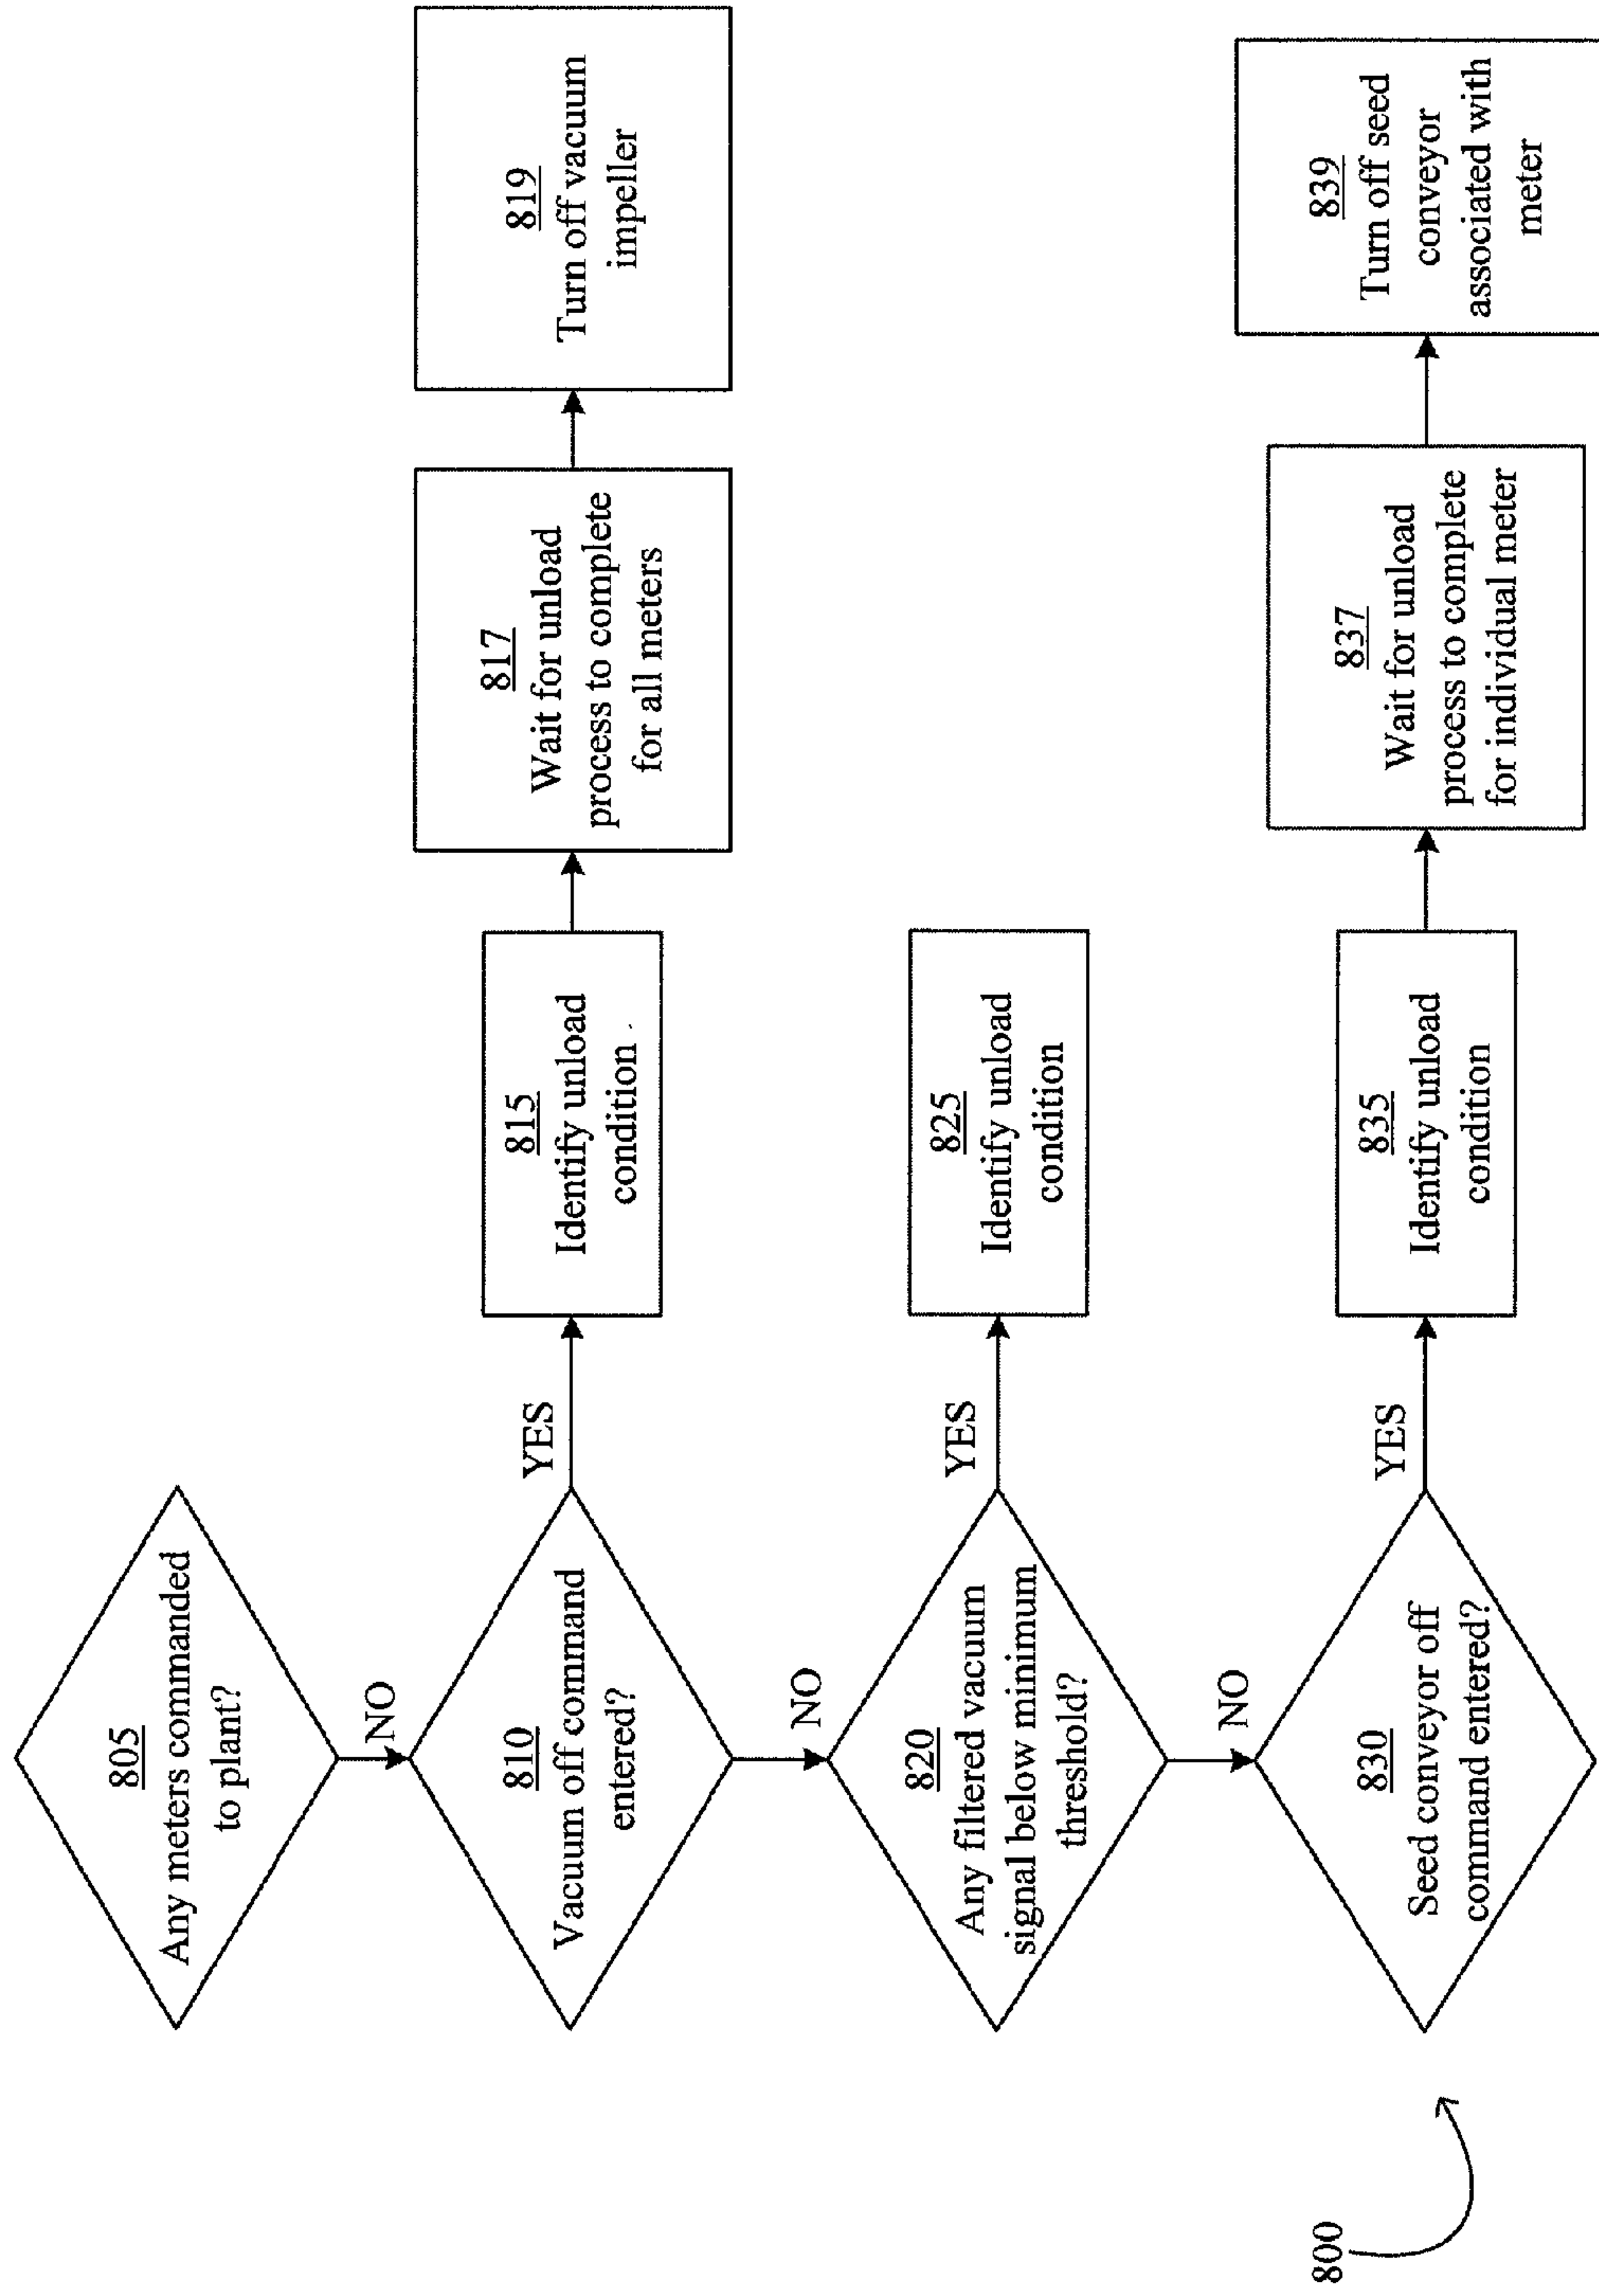 805
Any meters commanded
to plant?
NO
810
Vacuum off command
entered?
YES
815
Identify unload
condition
817
Wait for unload
process to complete
for all meters
819
Turn off vacuum
impeller
NO
820
Any filtered vacuum
signal below minimum
threshold?
YES
825
Identify unload
condition
NO
830
Seed conveyor off
command entered?
YES
835
Identify unload
condition
837
Wait for unload
process to complete
for individual meter
839
Turn off seed
conveyor
associated with
meter
800